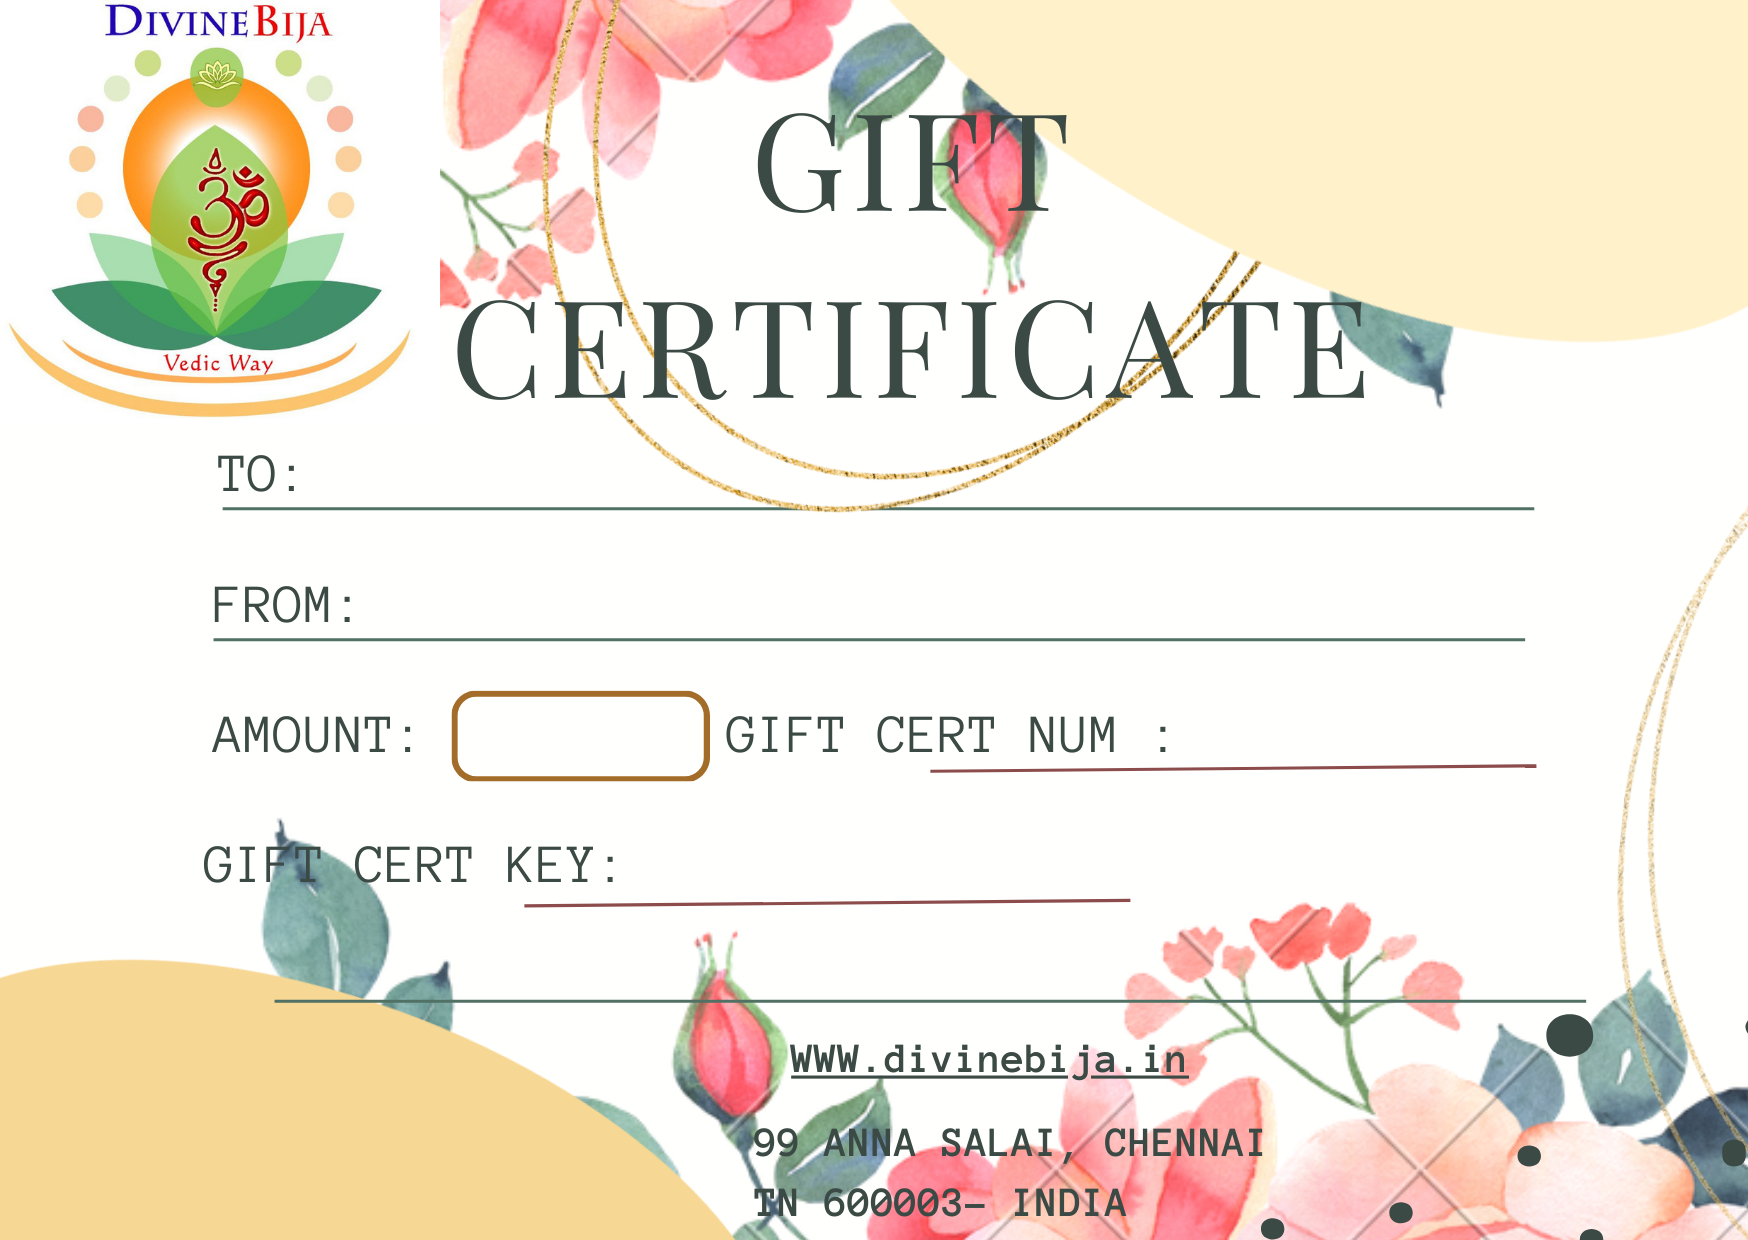 DIVINEBIJA
ॐ
Vedic Way
GIFT
CERTIFICATE
TO:
FROM:
AMOUNT: GIFT CERT NUM :
GIFT CERT KEY:
WWW.divinebija.in
99 ANNA SALAI, CHENNAI
TN 600003– INDIA